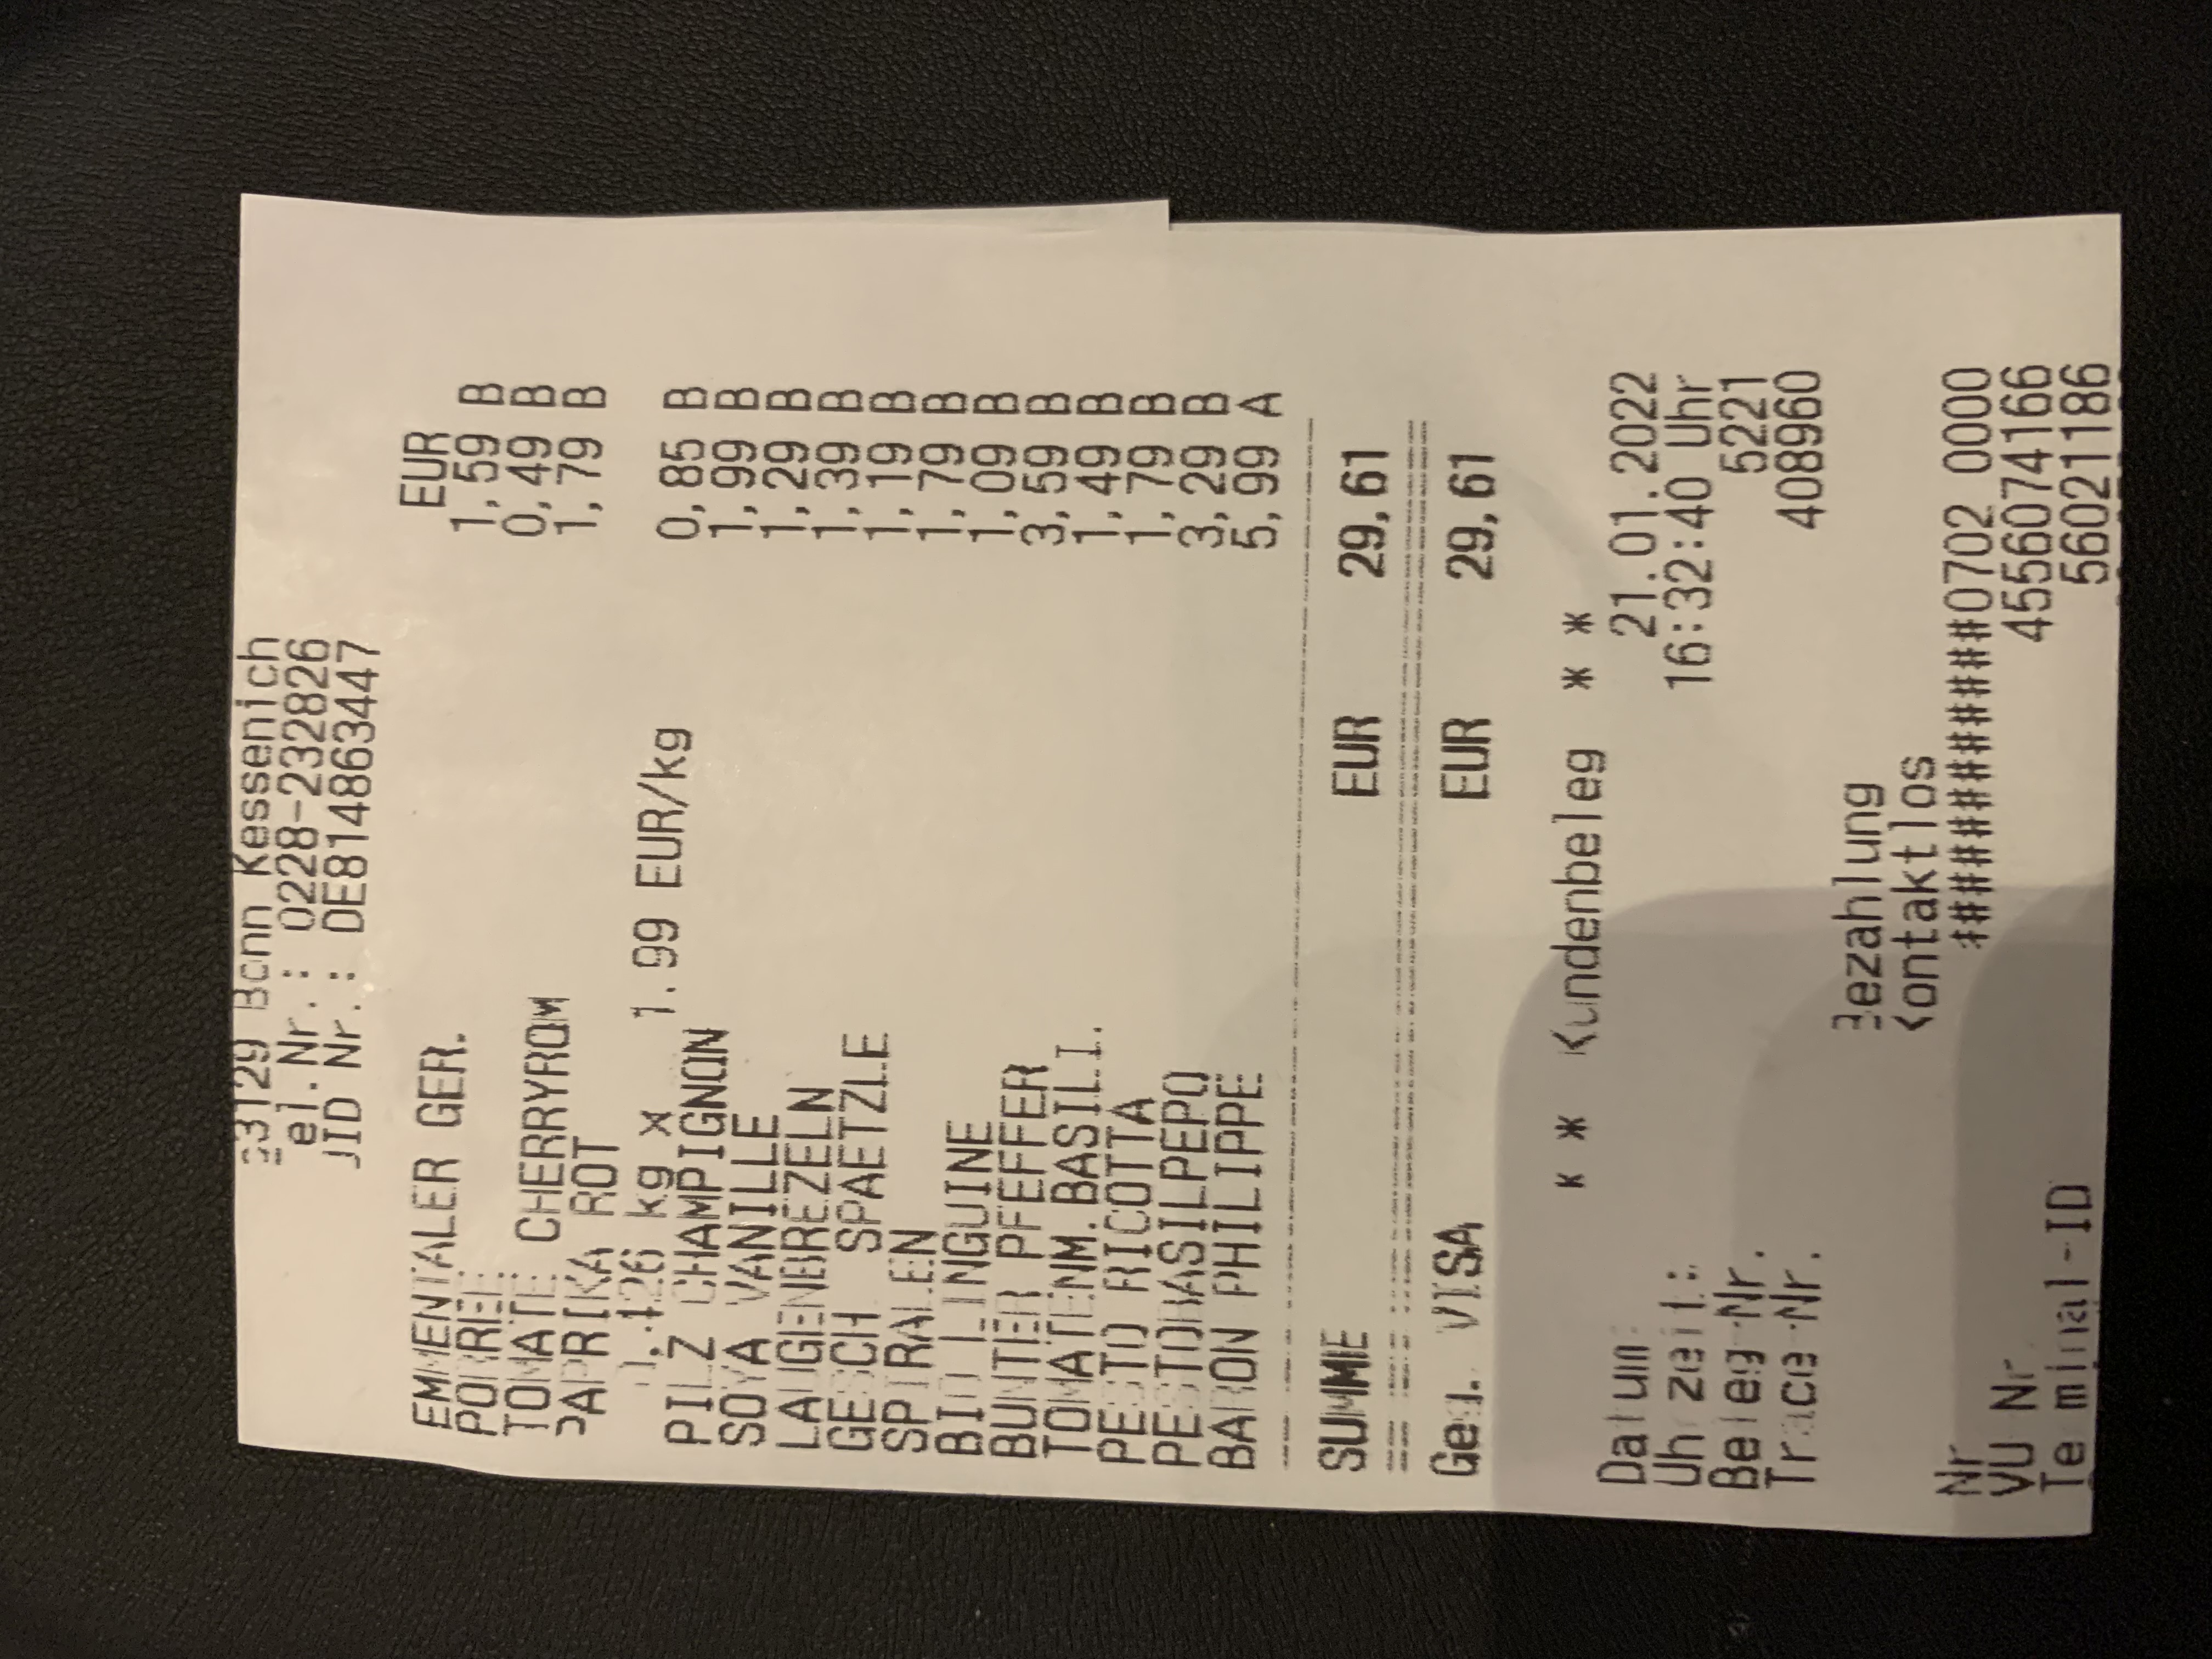 53129 Bonn Kessenich
Tel.Nr.: 0228-232826
UID Nr.: DE814863447
EUR
EMMENTALER GER. 1,59 B
PORREE 0,49 B
TOMATE CHERRYROM 1,79 B
PAPRIKA ROT
0.426 kg x 1.99 EUR/kg 0,85 B
PILZ CHAMPIGNON 1,99 B
SOYA VANILLE 1,29 B
LAUGENBREZELN 1,39 B
GESCH. SPAETZLE 1,19 B
SPIRALEN 1,79 B
BIO LINGUINE 1,09 B
BUNTER PFEFFER 3,59 B
TOMATENM.BASILI. 1,49 B
PESTO RICOTTA 1,79 B
PESTOBASILPEPO 3,29 B
BARON PHILIPPE 5,99 A
SUMME EUR 29,61
Geg. VISA EUR 29,61
* * Kundenbeleg * *
Datum: 21.01.2022
Uhrzeit: 16:32:40 Uhr
Beleg-Nr. 5221
Trace-Nr. 408960
Bezahlung
Kontaktlos
Nr. ############0702 0000
VU Nr. 4556074166
Terminal-ID 56021186